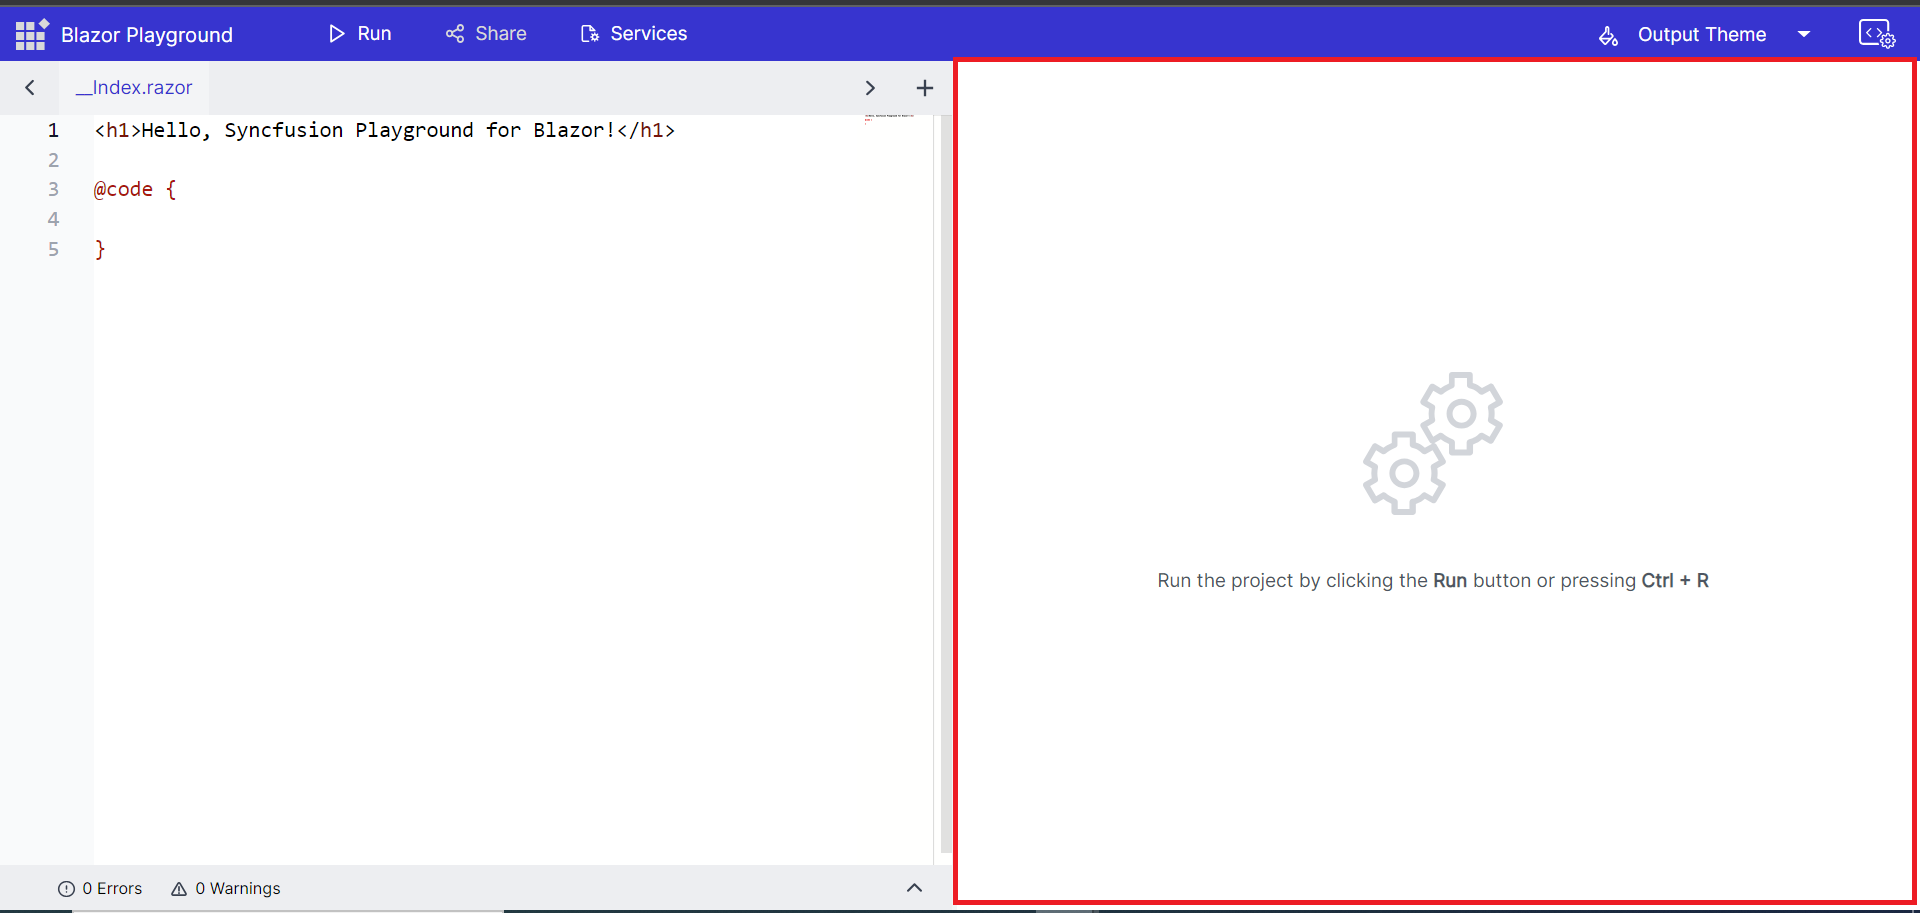 Blazor Playground Run Share Services Output Theme
__Index.razor
1 <h1>Hello, Syncfusion Playground for Blazor!</h1>
2
3 @code {
4
5 }
Run the project by clicking the Run button or pressing Ctrl + R
0 Errors 0 Warnings